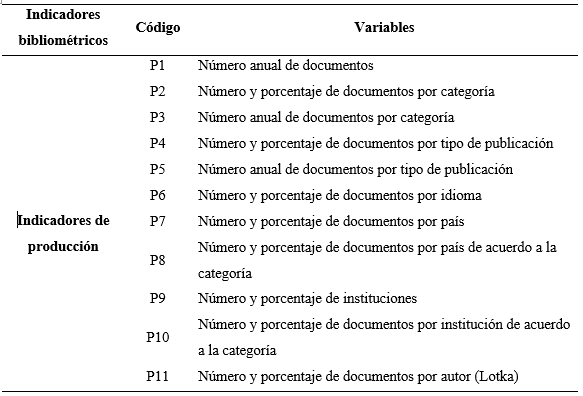 Indicadores bibliométricos Código Variables
P1 Número anual de documentos
P2 Número y porcentaje de documentos por categoría
P3 Número anual de documentos por categoría
P4 Número y porcentaje de documentos por tipo de publicación
P5 Número anual de documentos por tipo de publicación
P6 Número y porcentaje de documentos por idioma
Indicadores de producción
P7 Número y porcentaje de documentos por país
P8 Número y porcentaje de documentos por país de acuerdo a la
categoría
P9 Número y porcentaje de instituciones
P10 Número y porcentaje de documentos por institución de acuerdo
a la categoría
P11 Número y porcentaje de documentos por autor (Lotka)